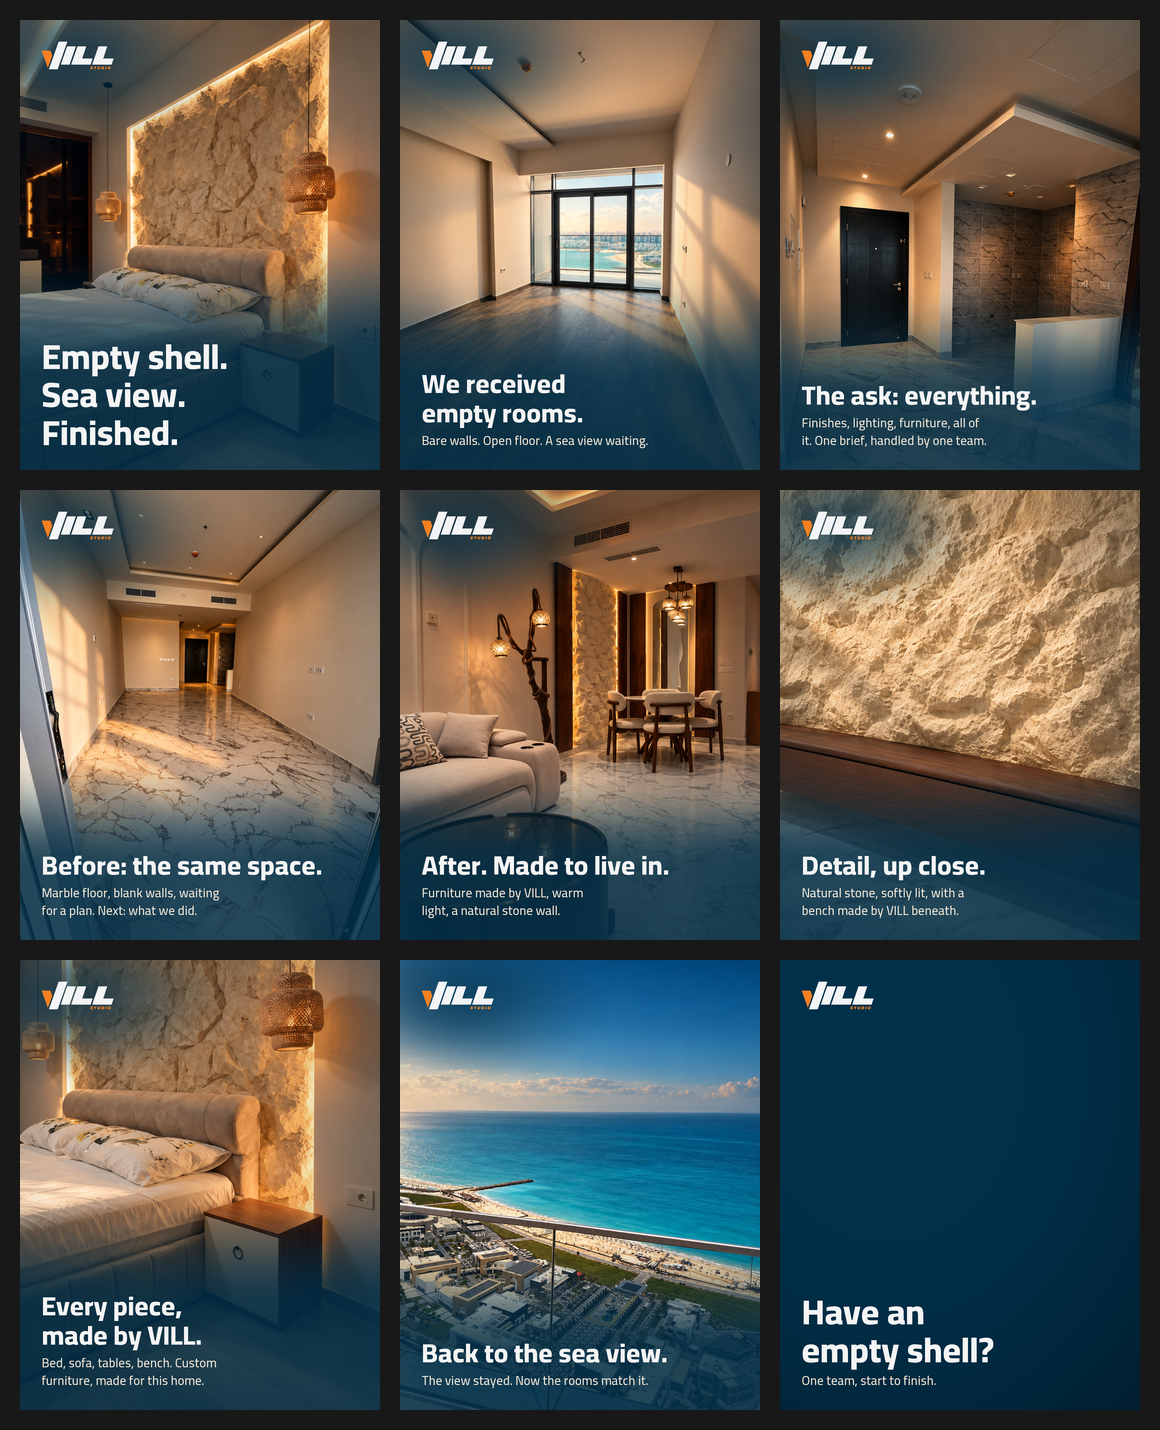 VILL
STUDIO
Empty shell.
Sea view.
Finished.
VILL
STUDIO
We received
empty rooms.
Bare walls. Open floor. A sea view waiting.
VILL
STUDIO
The ask: everything.
Finishes, lighting, furniture, all of
it. One brief, handled by one team.
VILL
STUDIO
Before: the same space.
Marble floor, blank walls, waiting
for a plan. Next: what we did.
VILL
STUDIO
After. Made to live in.
Furniture made by VILL, warm
light, a natural stone wall.
VILL
STUDIO
Detail, up close.
Natural stone, softly lit, with a
bench made by VILL beneath.
VILL
STUDIO
Every piece,
made by VILL.
Bed, sofa, tables, bench. Custom
furniture, made for this home.
VILL
STUDIO
Back to the sea view.
The view stayed. Now the rooms match it.
VILL
STUDIO
Have an
empty shell?
One team, start to finish.